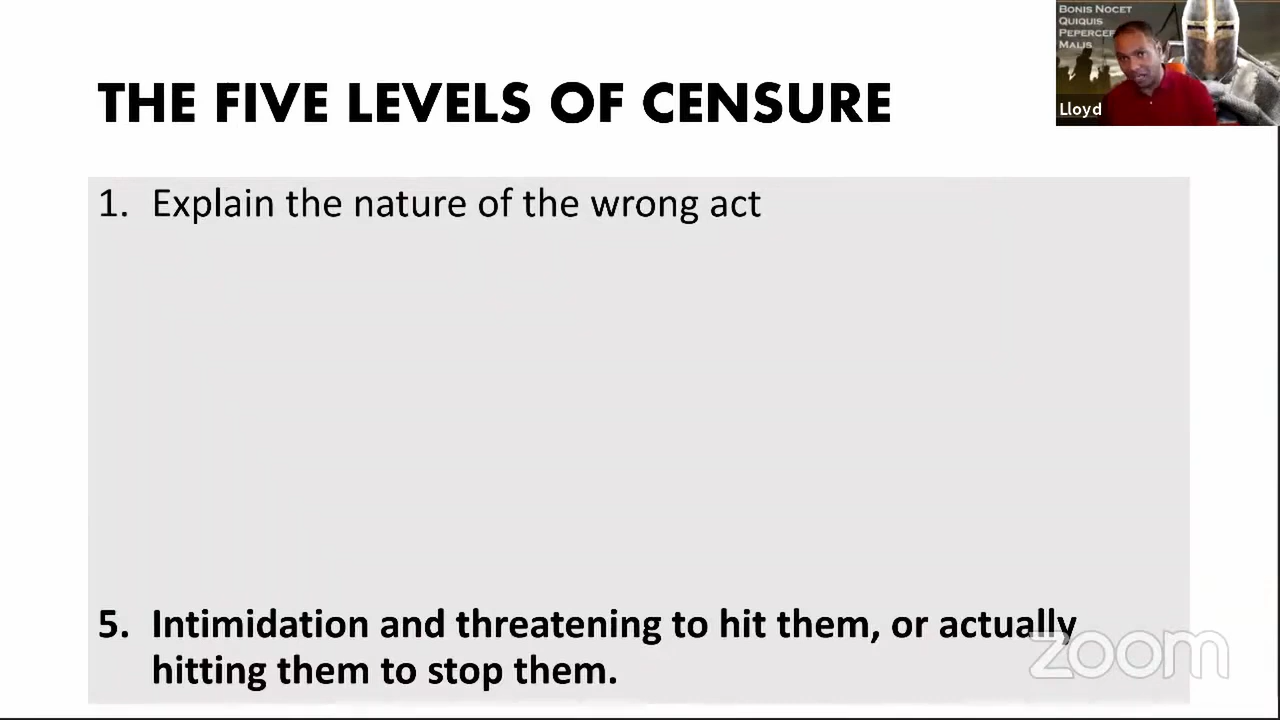 BONIS NOCET
QUIQUIS
MALIS
Lloyd
THE FIVE LEVELS OF CENSURE
1. Explain the nature of the wrong act
5. Intimidation and threatening to hit them, or actually
hitting them to stop them.
zoom